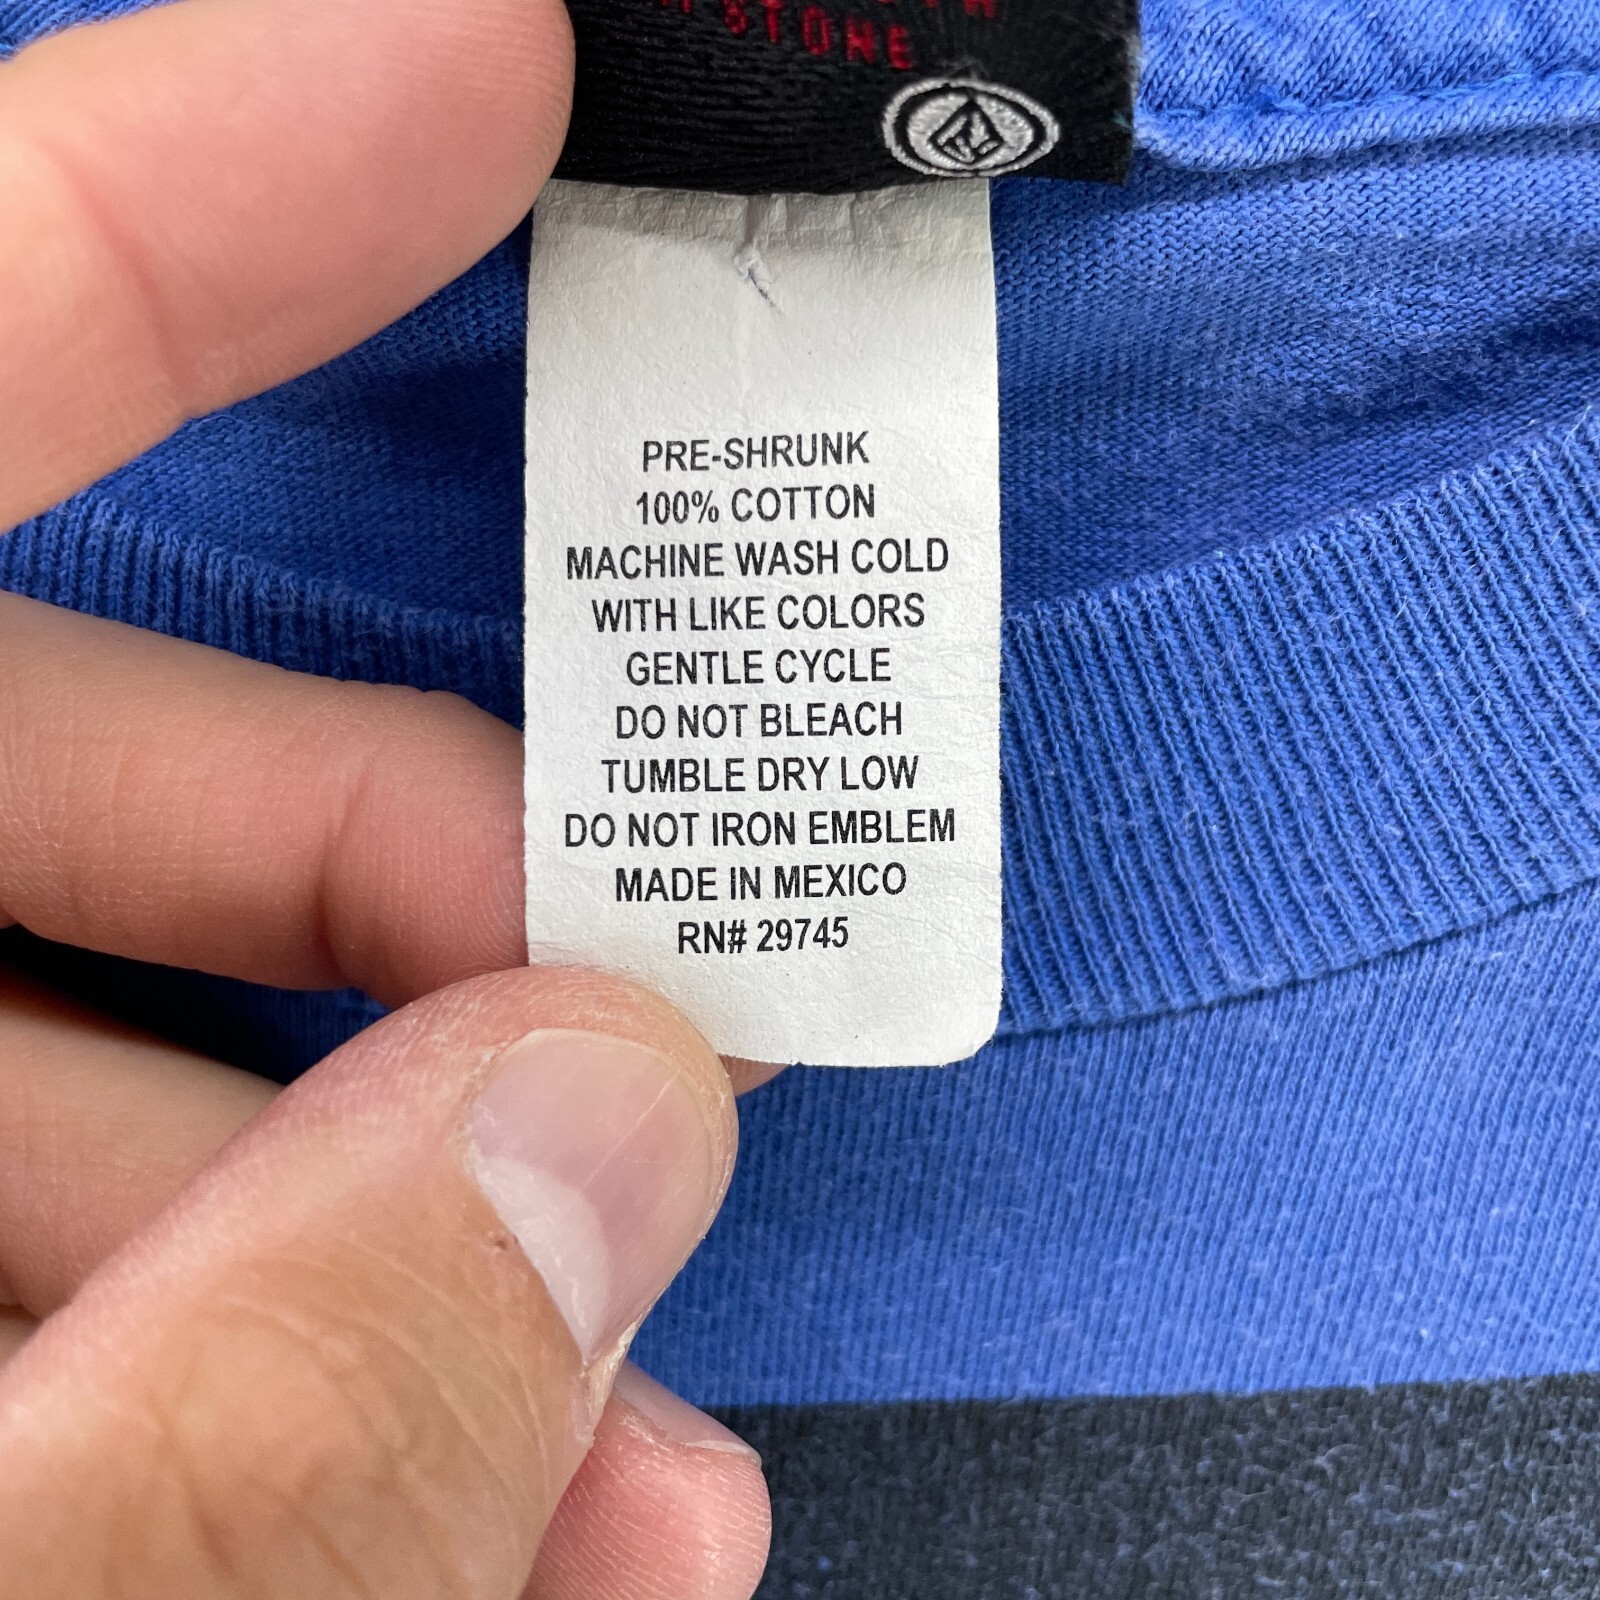 STONE
PRE-SHRUNK
100% COTTON
MACHINE WASH COLD
WITH LIKE COLORS
GENTLE CYCLE
DO NOT BLEACH
TUMBLE DRY LOW
DO NOT IRON EMBLEM
MADE IN MEXICO
RN# 29745